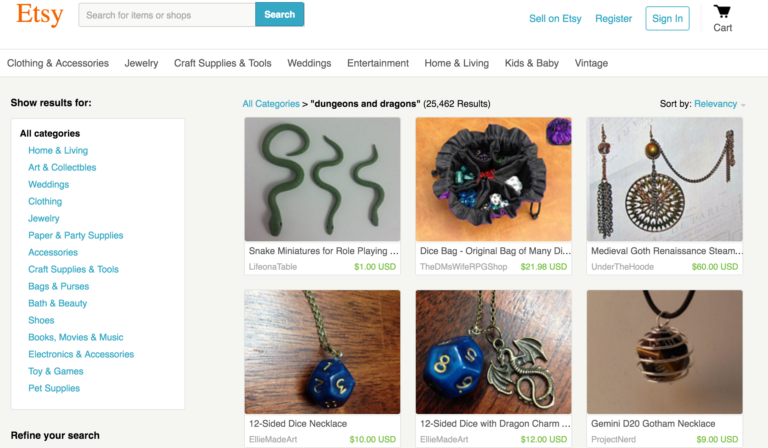 Etsy
Search for items or shops
Search
Sell on Etsy
Register
Sign In
Cart
Clothing & Accessories
Jewelry
Craft Supplies & Tools
Weddings
Entertainment
Home & Living
Kids & Baby
Vintage
Show results for:
All categories
Home & Living
Art & Collectbles
Weddings
Clothing
Jewelry
Paper & Party Supplies
Accessories
Craft Supplies & Tools
Bags & Purses
Bath & Beauty
Shoes
Books, Movies & Music
Electronics & Accessories
Toy & Games
Pet Supplies
Refine your search
All Categories > "dungeons and dragons" (25,462 Results)
Sort by: Relevancy
Snake Miniatures for Role Playing ...
LifeonaTable $1.00 USD
Dice Bag - Original Bag of Many Di...
TheDMsWifeRPGShop $21.98 USD
Medieval Goth Renaissance Steam...
UnderTheHoode $60.00 USD
1 2 3
12-Sided Dice Necklace
EllieMadeArt $10.00 USD
5 8 6
12-Sided Dice with Dragon Charm ...
EllieMadeArt $12.00 USD
Gemini D20 Gotham Necklace
ProjectNerd $9.00 USD